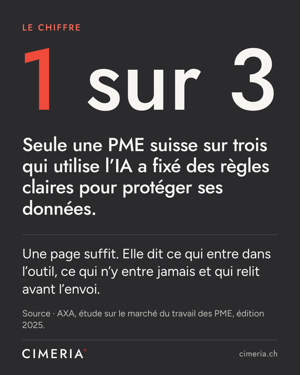 LE CHIFFRE
1 sur 3
Seule une PME suisse sur trois
qui utilise l’IA a fixé des règles
claires pour protéger ses
données.
Une page suffit. Elle dit ce qui entre dans
l’outil, ce qui n’y entre jamais et qui relit
avant l’envoi.
Source · AXA, étude sur le marché du travail des PME, édition
2025.
CIMERIA
cimeria.ch